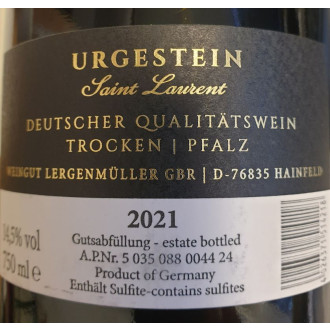 URGESTEIN
Saint Laurent
DEUTSCHER QUALITÄTSWEIN
TROCKEN | PFALZ
WEINGUT LERGENMÜLLER GBR | D-76835 HAINFELD
14,5% vol
750 ml e
2021
Gutsabfüllung - estate bottled
A.P.Nr. 5 035 088 0044 24
Product of Germany
Enthält Sulfite-contains sulfites